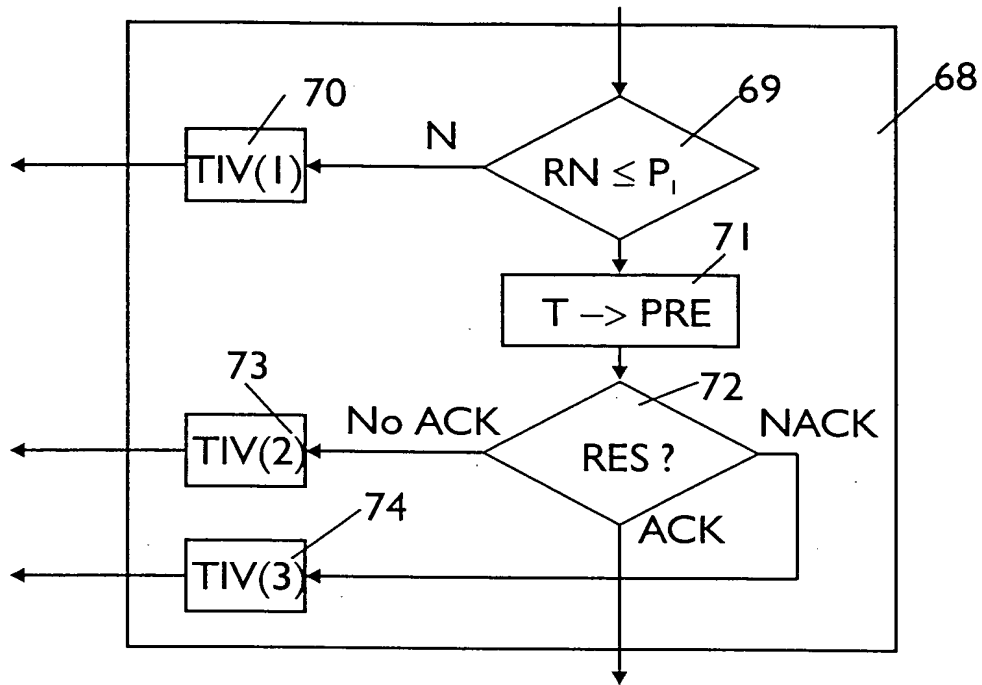 70
69
68
N
TIV(1)
RN ≤ P₁
71
T –> PRE
73
72
No ACK
NACK
TIV(2)
RES ?
74
ACK
TIV(3)